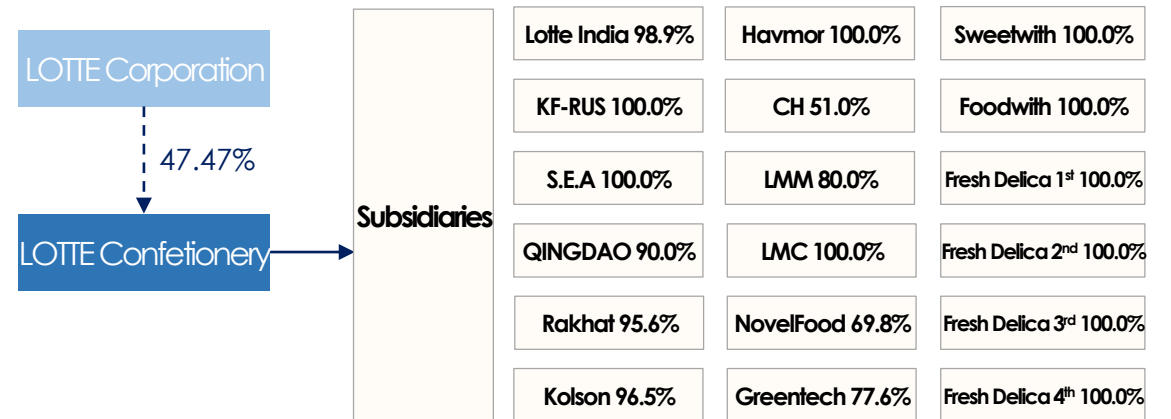 LOTTE Corporation
47.47%
LOTTE Confetionery
Subsidiaries
Lotte India 98.9%
Havmor 100.0%
Sweetwith 100.0%
KF-RUS 100.0%
CH 51.0%
Foodwith 100.0%
S.E.A 100.0%
LMM 80.0%
Fresh Delica 1st 100.0%
QINGDAO 90.0%
LMC 100.0%
Fresh Delica 2nd 100.0%
Rakhat 95.6%
NovelFood 69.8%
Fresh Delica 3rd 100.0%
Kolson 96.5%
Greentech 77.6%
Fresh Delica 4th 100.0%